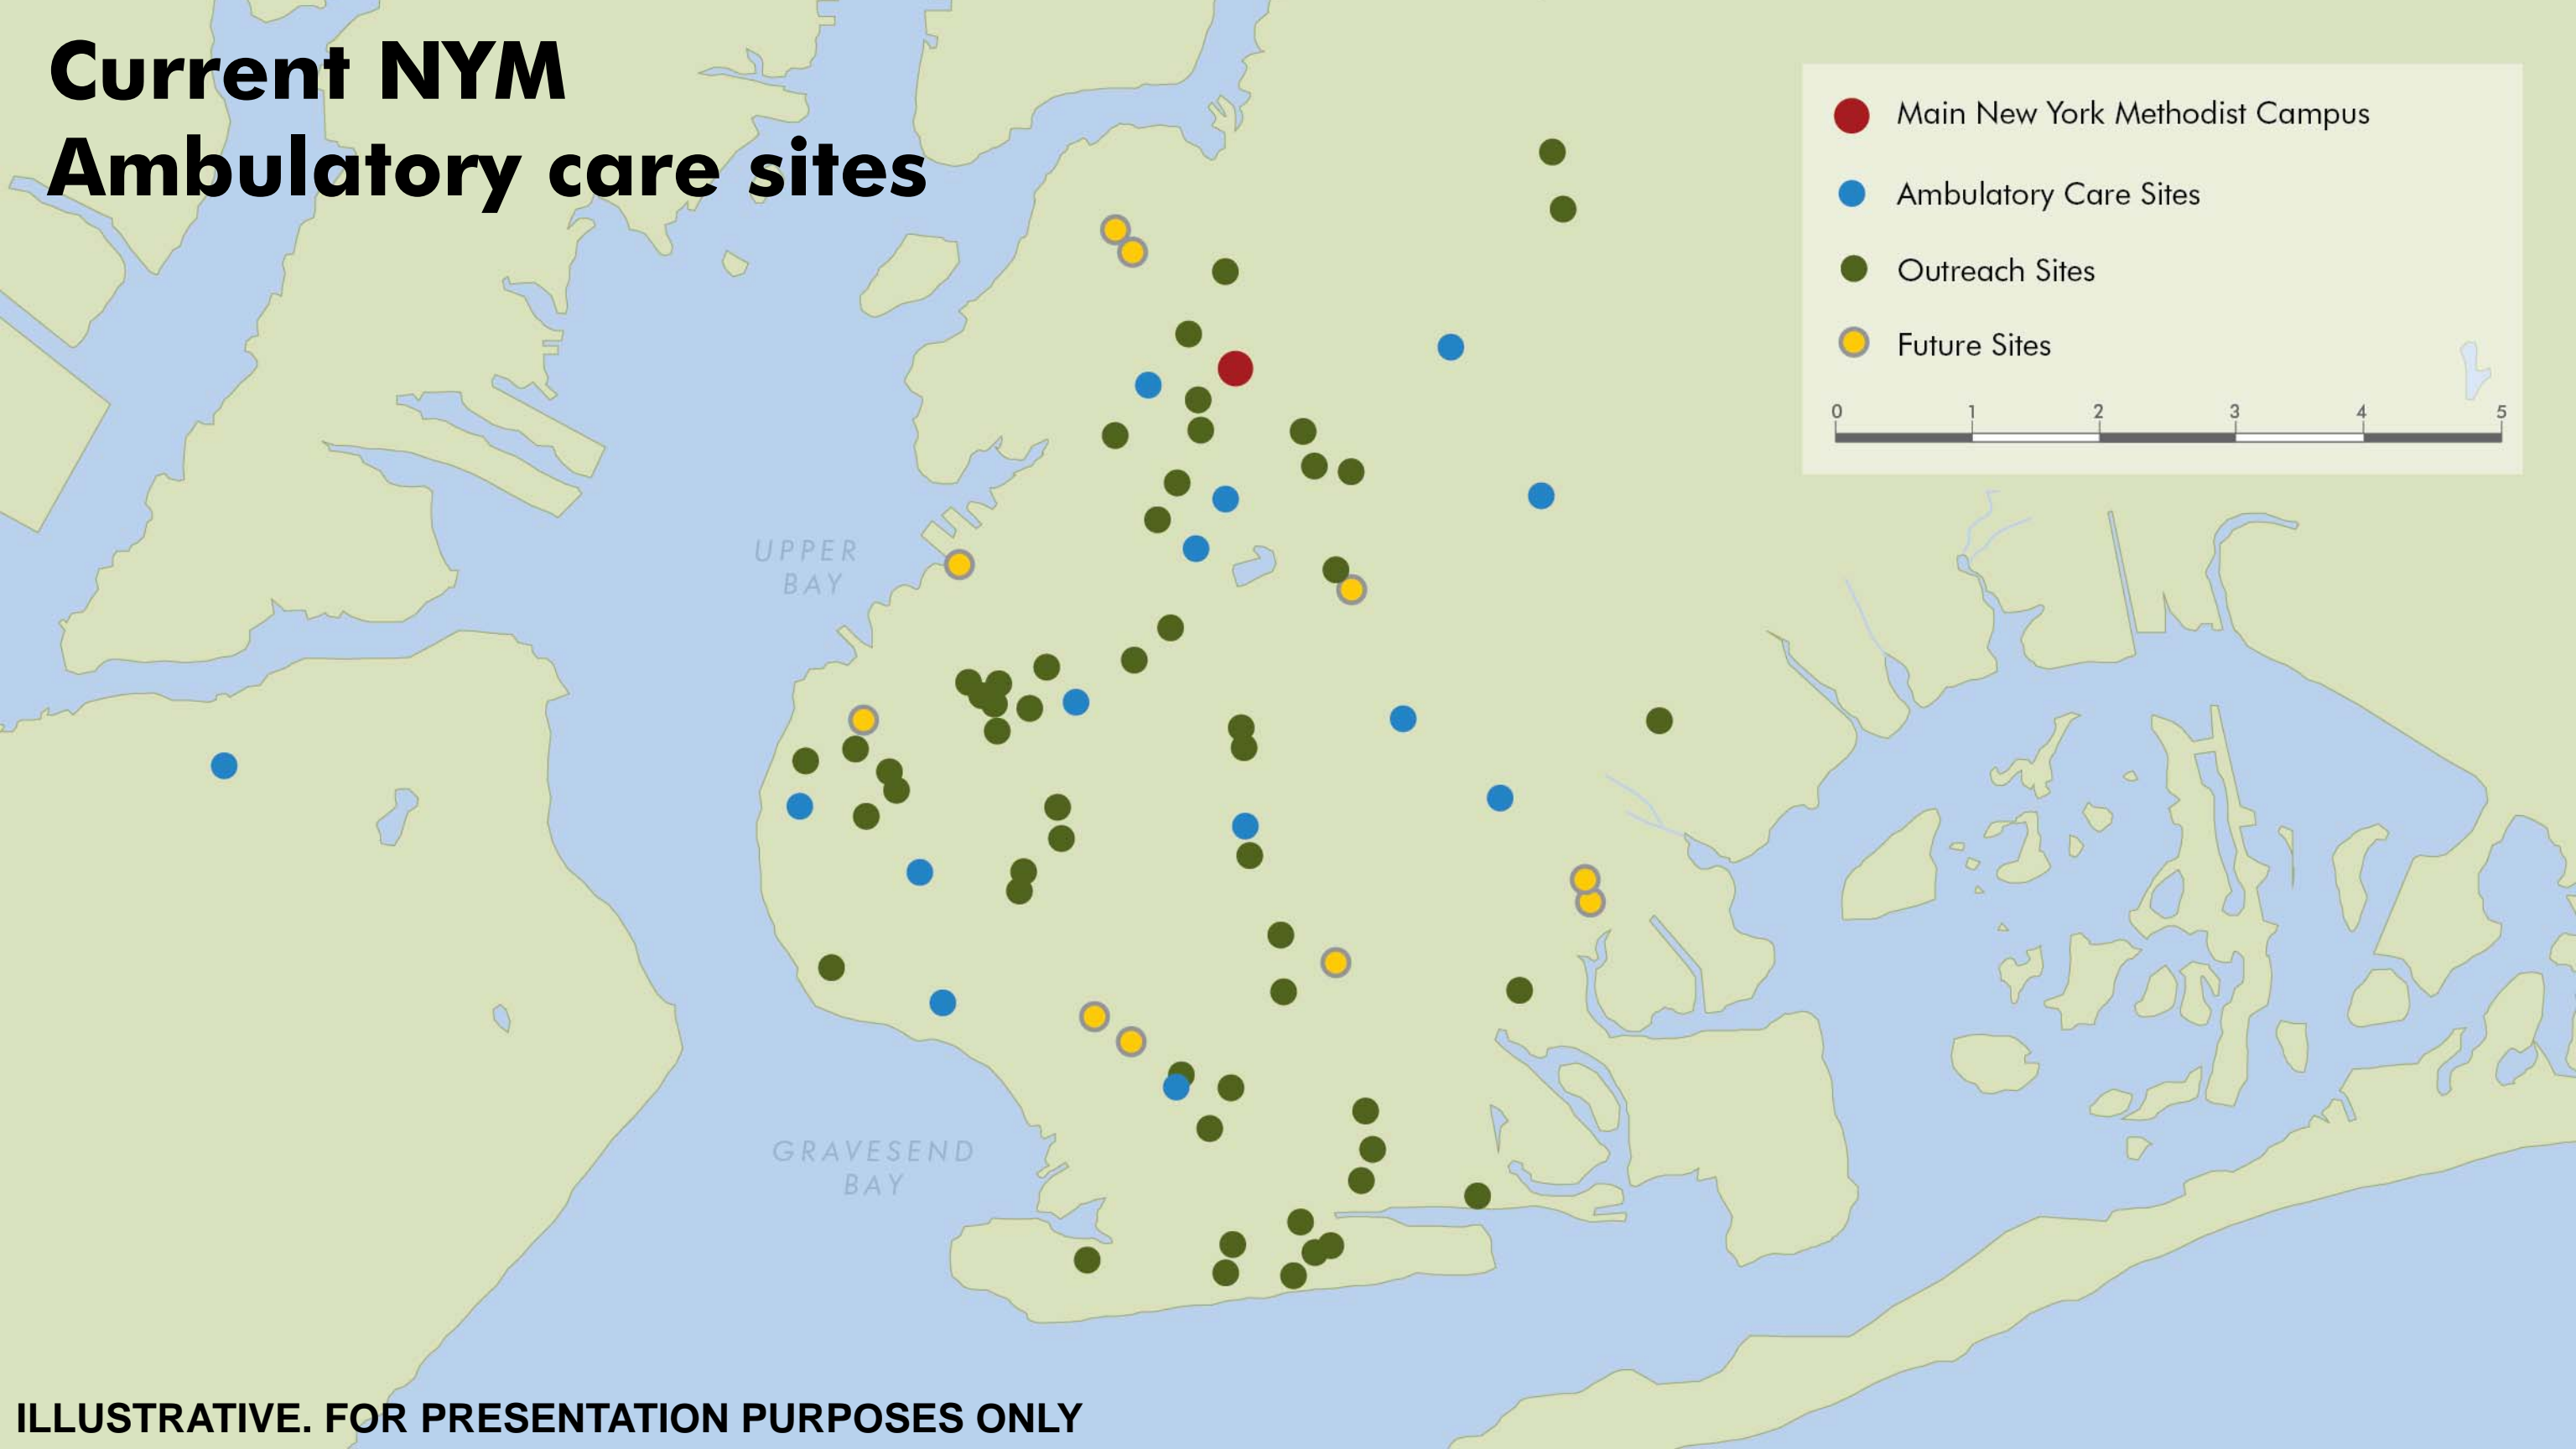 Current NYM
Ambulatory care sites
Main New York Methodist Campus
Ambulatory Care Sites
Outreach Sites
Future Sites
0 1 2 3 4 5
UPPER
BAY
GRAVESEND
BAY
ILLUSTRATIVE. FOR PRESENTATION PURPOSES ONLY